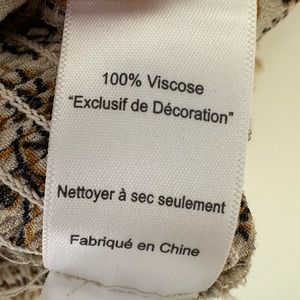 100% Viscose
“Exclusif de Décoration”
Nettoyer à sec seulement
Fabriqué en Chine